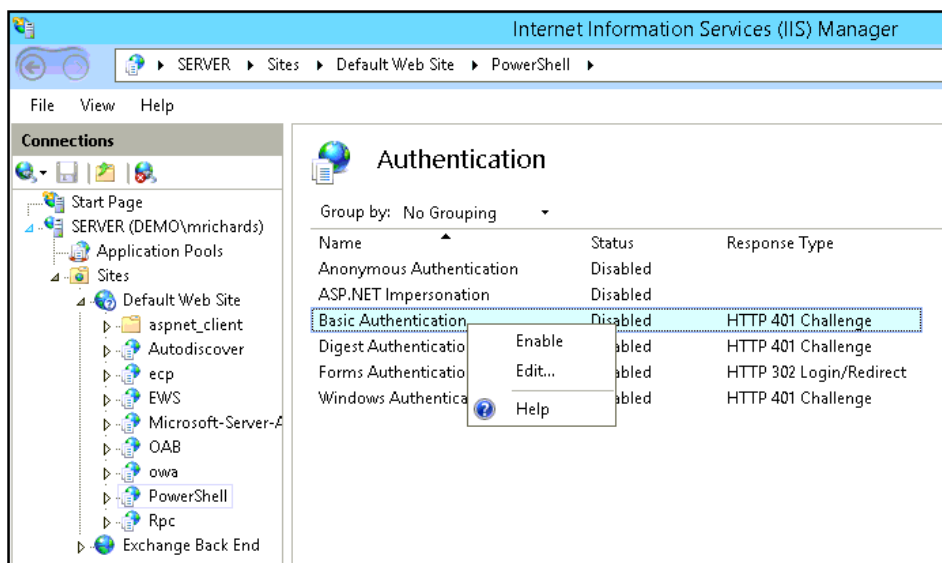 Internet Information Services (IIS) Manager
SERVER Sites Default Web Site PowerShell
File View Help
Connections
Start Page
SERVER (DEMO\mrichards)
Application Pools
Sites
Default Web Site
aspnet_client
Autodiscover
ecp
EWS
Microsoft-Server-A
OAB
owa
PowerShell
Rpc
Exchange Back End
Authentication
Group by: No Grouping
Name Status Response Type
Anonymous Authentication Disabled
ASP.NET Impersonation Disabled
Basic Authentication Disabled HTTP 401 Challenge
Digest Authenticatio abled HTTP 401 Challenge
Forms Authenticatio abled HTTP 302 Login/Redirect
Windows Authentica abled HTTP 401 Challenge
Enable
Edit...
Help